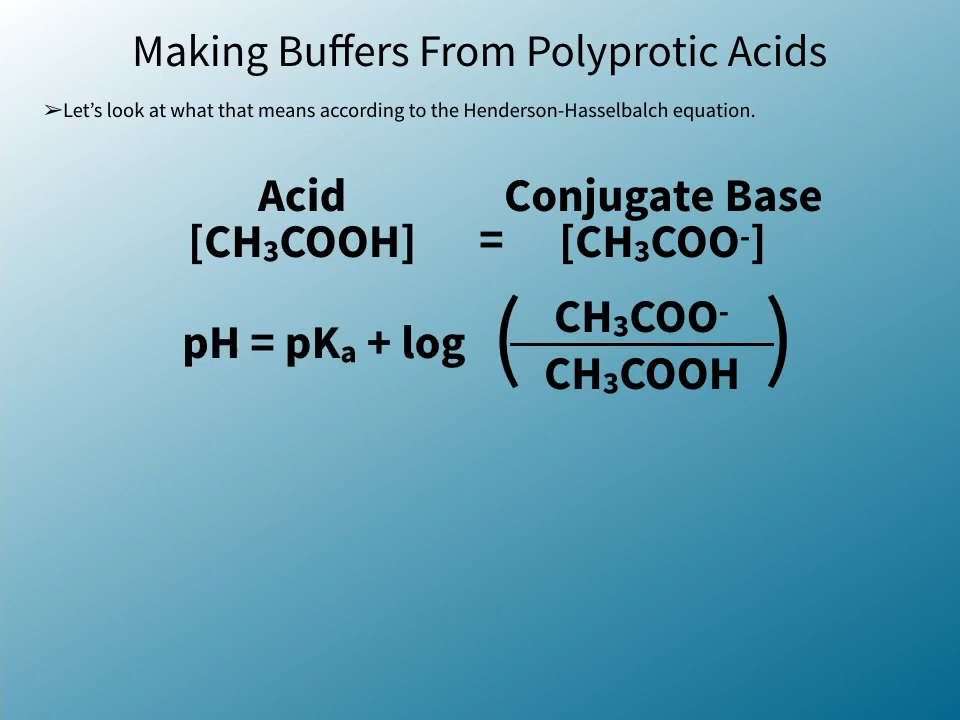 Making Buffers From Polyprotic Acids
➢Let’s look at what that means according to the Henderson-Hasselbalch equation.
Acid Conjugate Base
[CH₃COOH] = [CH₃COO⁻]
pH = pKₐ + log ( CH₃COO⁻
CH₃COOH )